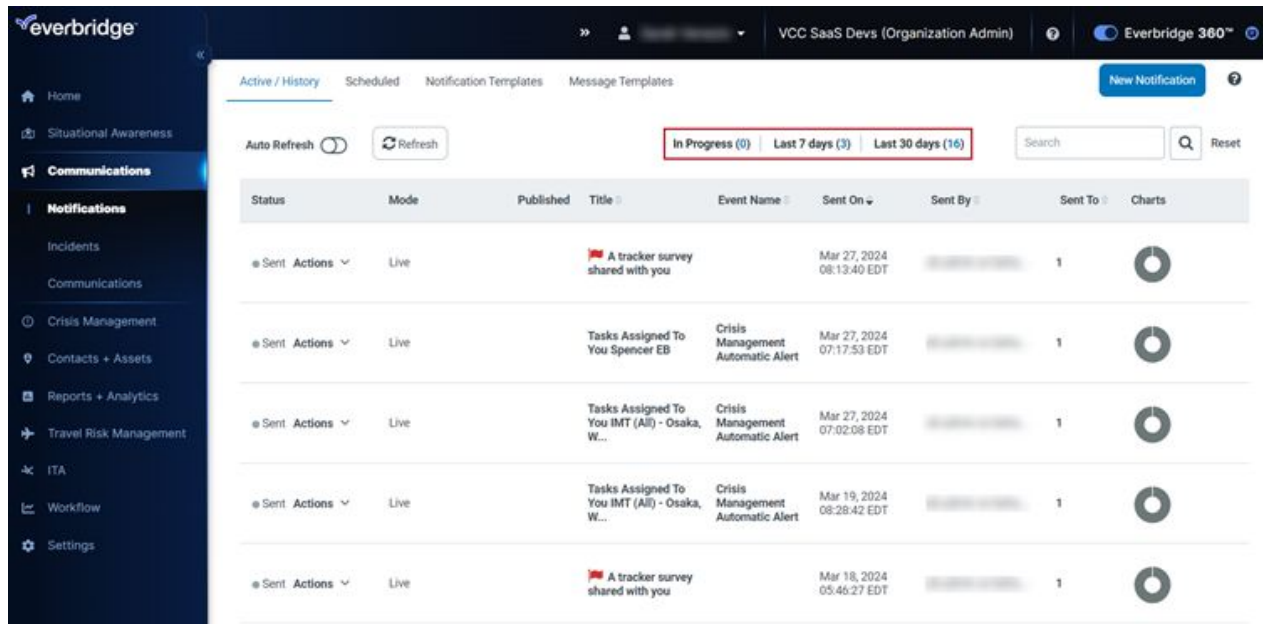 everbridge
»
VCC SaaS Devs (Organization Admin)
Everbridge 360™
«
Home
Situational Awareness
Communications
Notifications
Incidents
Communications
Crisis Management
Contacts + Assets
Reports + Analytics
Travel Risk Management
ITA
Workflow
Settings
Active / History Scheduled Notification Templates Message Templates New Notification
Auto Refresh Refresh In Progress (0) Last 7 days (3) Last 30 days (16) Search Reset
Status Mode Published Title Event Name Sent On Sent By Sent To Charts
Sent Actions Live A tracker survey shared with you Mar 27, 2024 08:13:40 EDT 1
Sent Actions Live Tasks Assigned To You Spencer EB Crisis Management Automatic Alert Mar 27, 2024 07:17:53 EDT 1
Sent Actions Live Tasks Assigned To You IMT (All) - Osaka, W... Crisis Management Automatic Alert Mar 27, 2024 07:02:08 EDT 1
Sent Actions Live Tasks Assigned To You IMT (All) - Osaka, W... Crisis Management Automatic Alert Mar 19, 2024 08:28:42 EDT 1
Sent Actions Live A tracker survey shared with you Mar 18, 2024 05:46:27 EDT 1